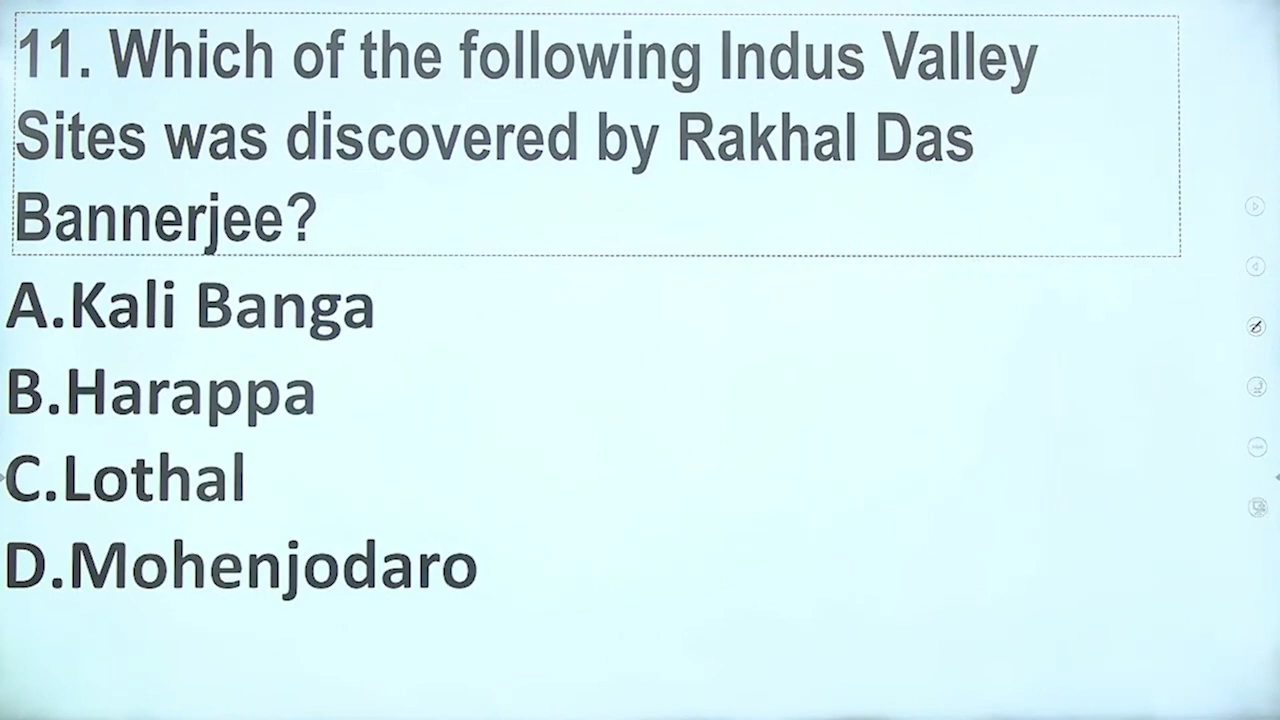 11. Which of the following Indus Valley
Sites was discovered by Rakhal Das
Bannerjee?
A.Kali Banga
B.Harappa
C.Lothal
D.Mohenjodaro